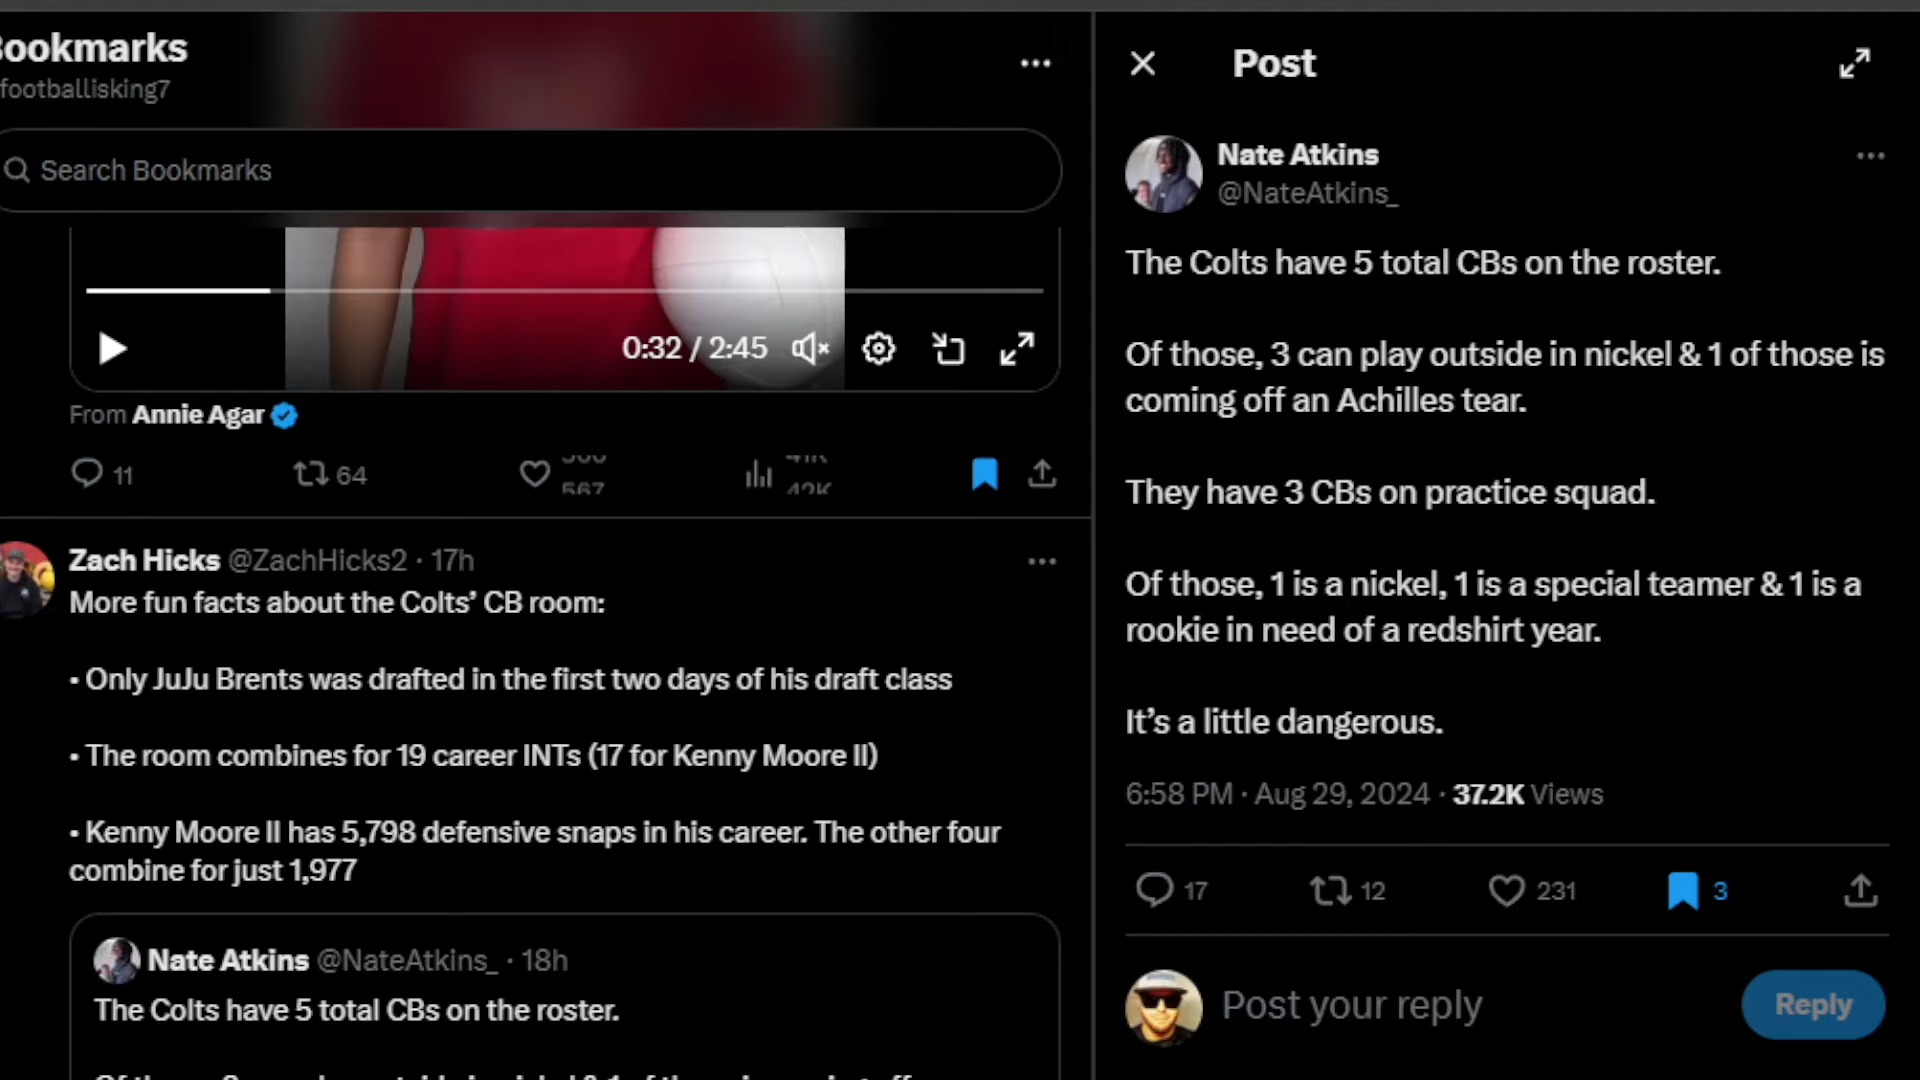 Bookmarks
footballisking7
Search Bookmarks
0:32 / 2:45
From Annie Agar
11
64
567
42K
Zach Hicks @ZachHicks2 · 17h
More fun facts about the Colts' CB room:
• Only JuJu Brents was drafted in the first two days of his draft class
• The room combines for 19 career INTs (17 for Kenny Moore II)
• Kenny Moore II has 5,798 defensive snaps in his career. The other four
combine for just 1,977
Nate Atkins @NateAtkins_ · 18h
The Colts have 5 total CBs on the roster.
Post
Nate Atkins
@NateAtkins_
The Colts have 5 total CBs on the roster.
Of those, 3 can play outside in nickel & 1 of those is
coming off an Achilles tear.
They have 3 CBs on practice squad.
Of those, 1 is a nickel, 1 is a special teamer & 1 is a
rookie in need of a redshirt year.
It's a little dangerous.
6:58 PM · Aug 29, 2024 · 37.2K Views
17
12
231
3
Post your reply
Reply